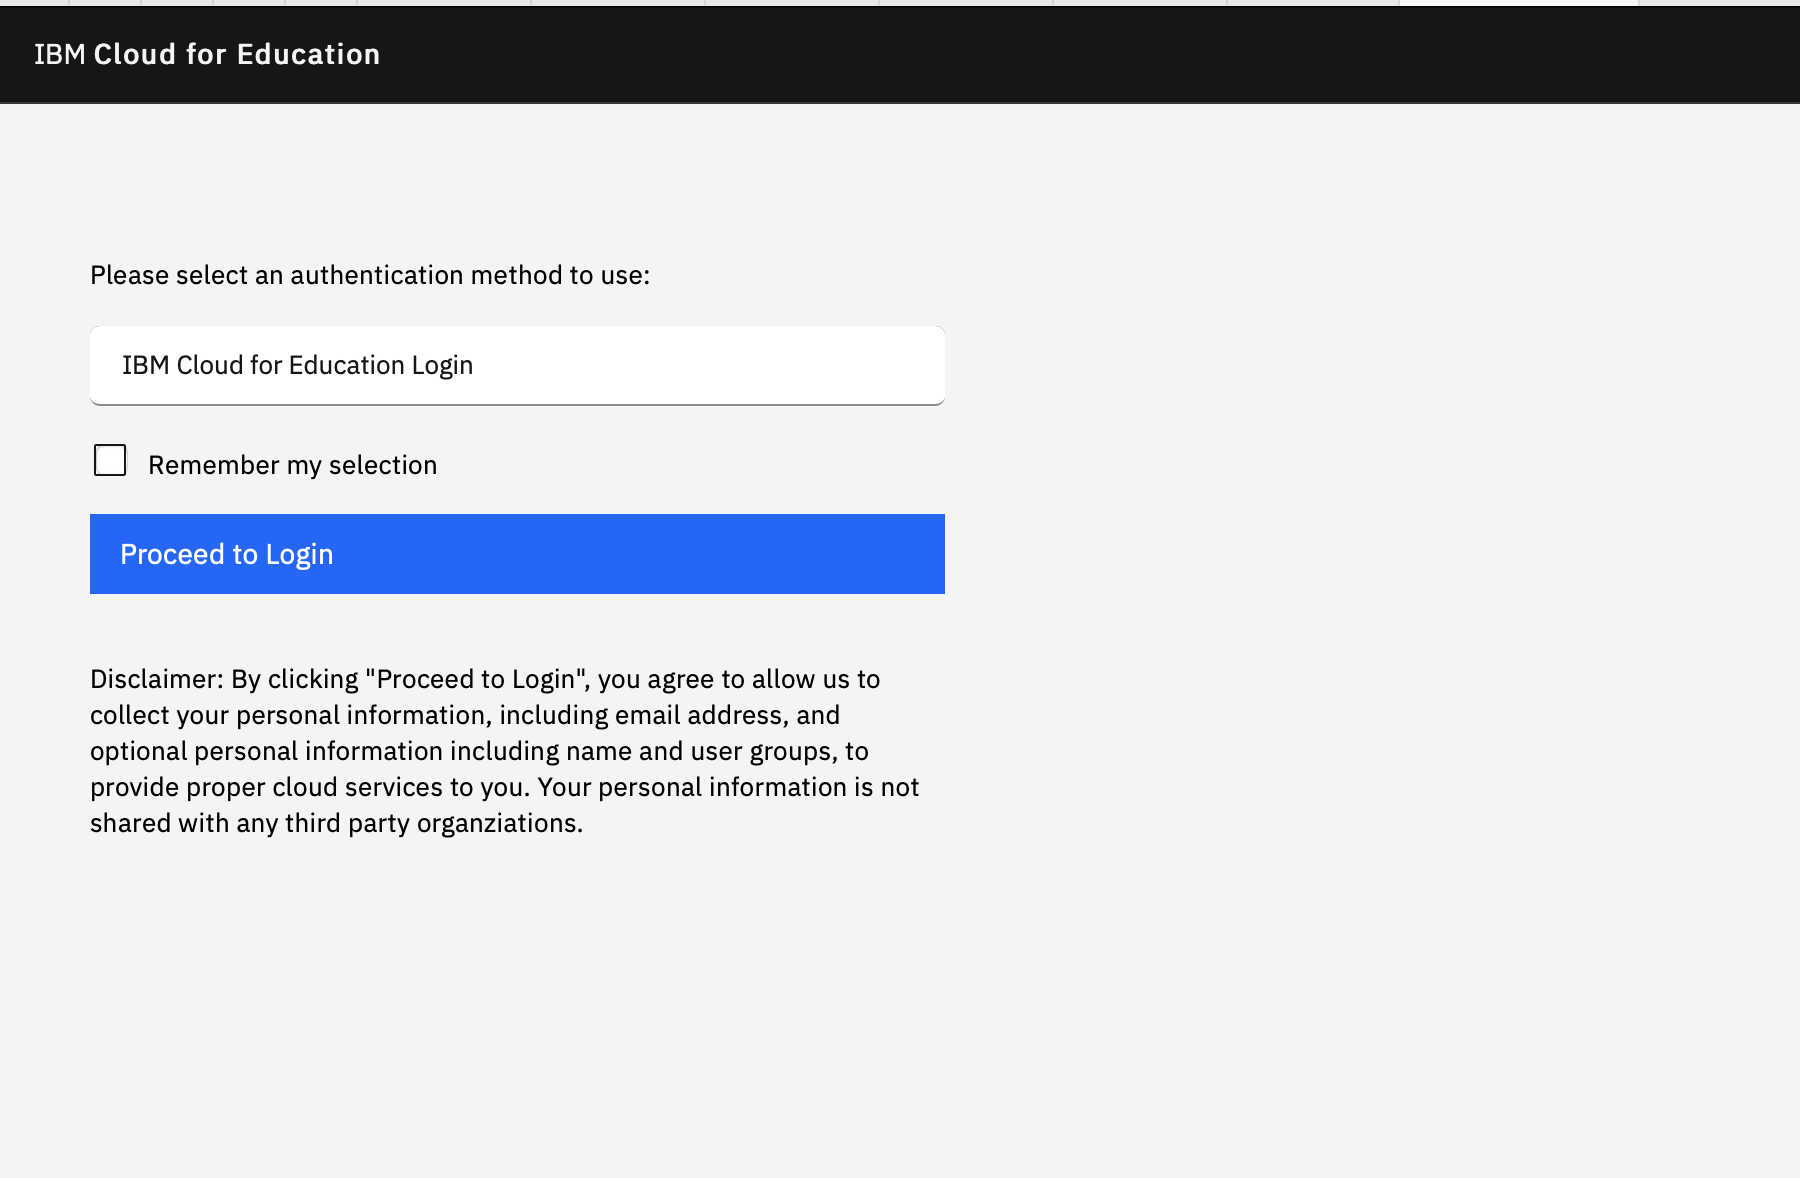 IBM Cloud for Education
Please select an authentication method to use:
IBM Cloud for Education Login
Remember my selection
Proceed to Login
Disclaimer: By clicking "Proceed to Login", you agree to allow us to
collect your personal information, including email address, and
optional personal information including name and user groups, to
provide proper cloud services to you. Your personal information is not
shared with any third party organziations.